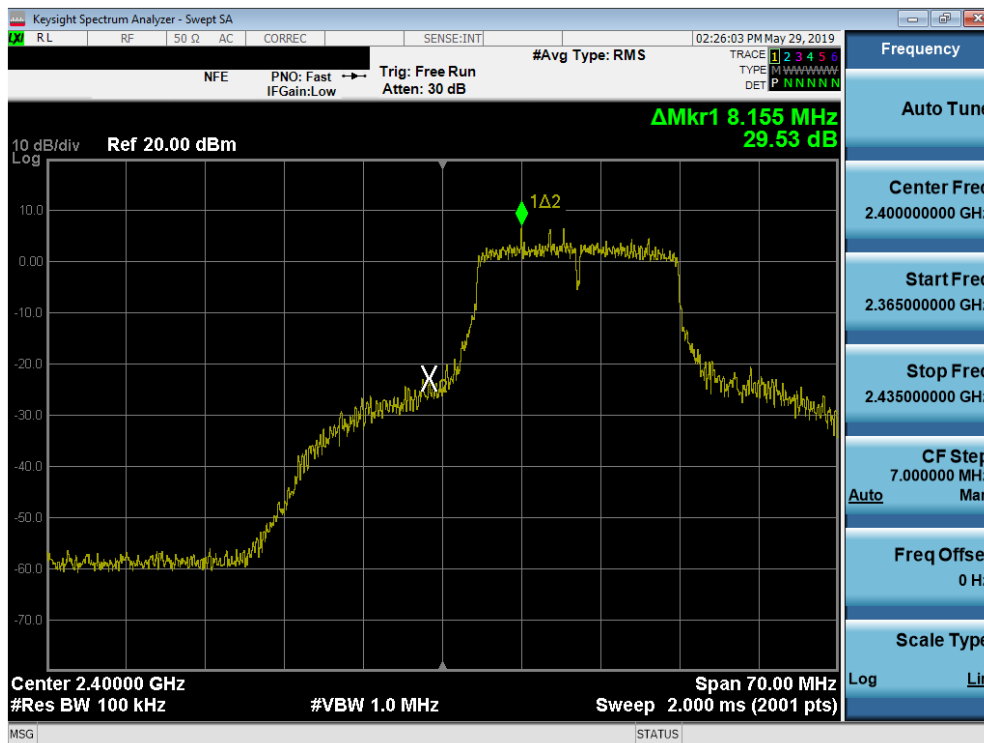 Keysight Spectrum Analyzer - Swept SA
LXI RL RF 50 Ω AC CORREC SENSE:INT 02:26:03 PM May 29, 2019
#Avg Type: RMS
TRACE 1 2 3 4 5 6
TYPE M WWWWW
DET P N N N N N
NFE PNO: Fast Trig: Free Run
IFGain:Low Atten: 30 dB
ΔMkr1 8.155 MHz
29.53 dB
10 dB/div Ref 20.00 dBm
Log
1Δ2
10.0
0.00
-10.0
-20.0
-30.0
-40.0
-50.0
-60.0
-70.0
X2
Center 2.40000 GHz Span 70.00 MHz
#Res BW 100 kHz #VBW 1.0 MHz Sweep 2.000 ms (2001 pts)
MSG STATUS
Frequency
Auto Tune
Center Freq
2.400000000 GHz
Start Freq
2.365000000 GHz
Stop Freq
2.435000000 GHz
CF Step
7.000000 MHz
Auto Man
Freq Offset
0 Hz
Scale Type
Log Lin